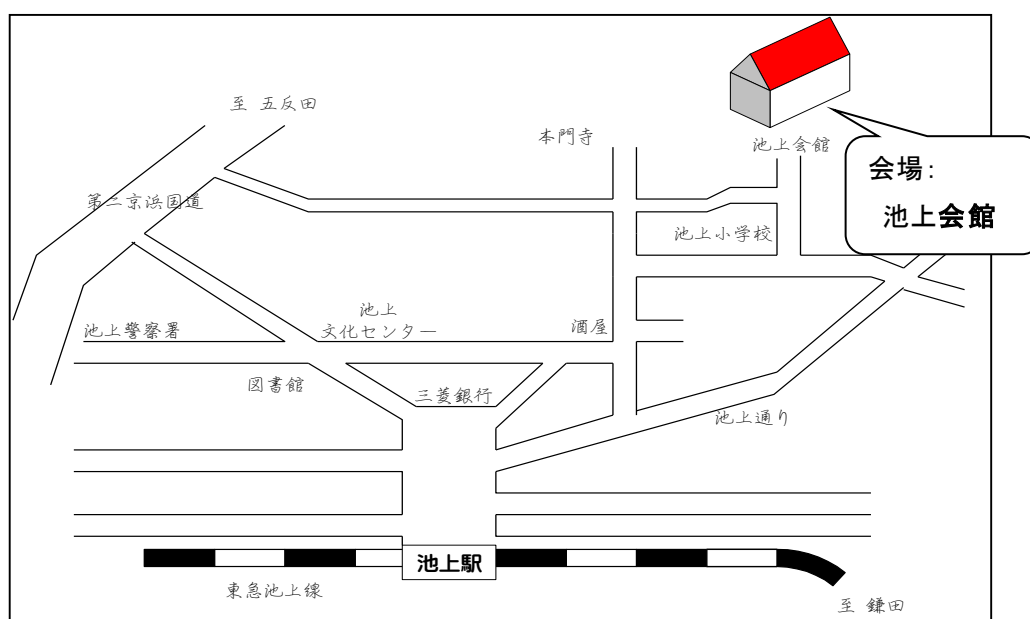 至 五反田
本門寺
池上会館
会場:
池上会館
第二京浜国道
池上小学校
池上
文化センター
酒屋
池上警察署
図書館
三菱銀行
池上通り
池上駅
東急池上線
至 鎌田